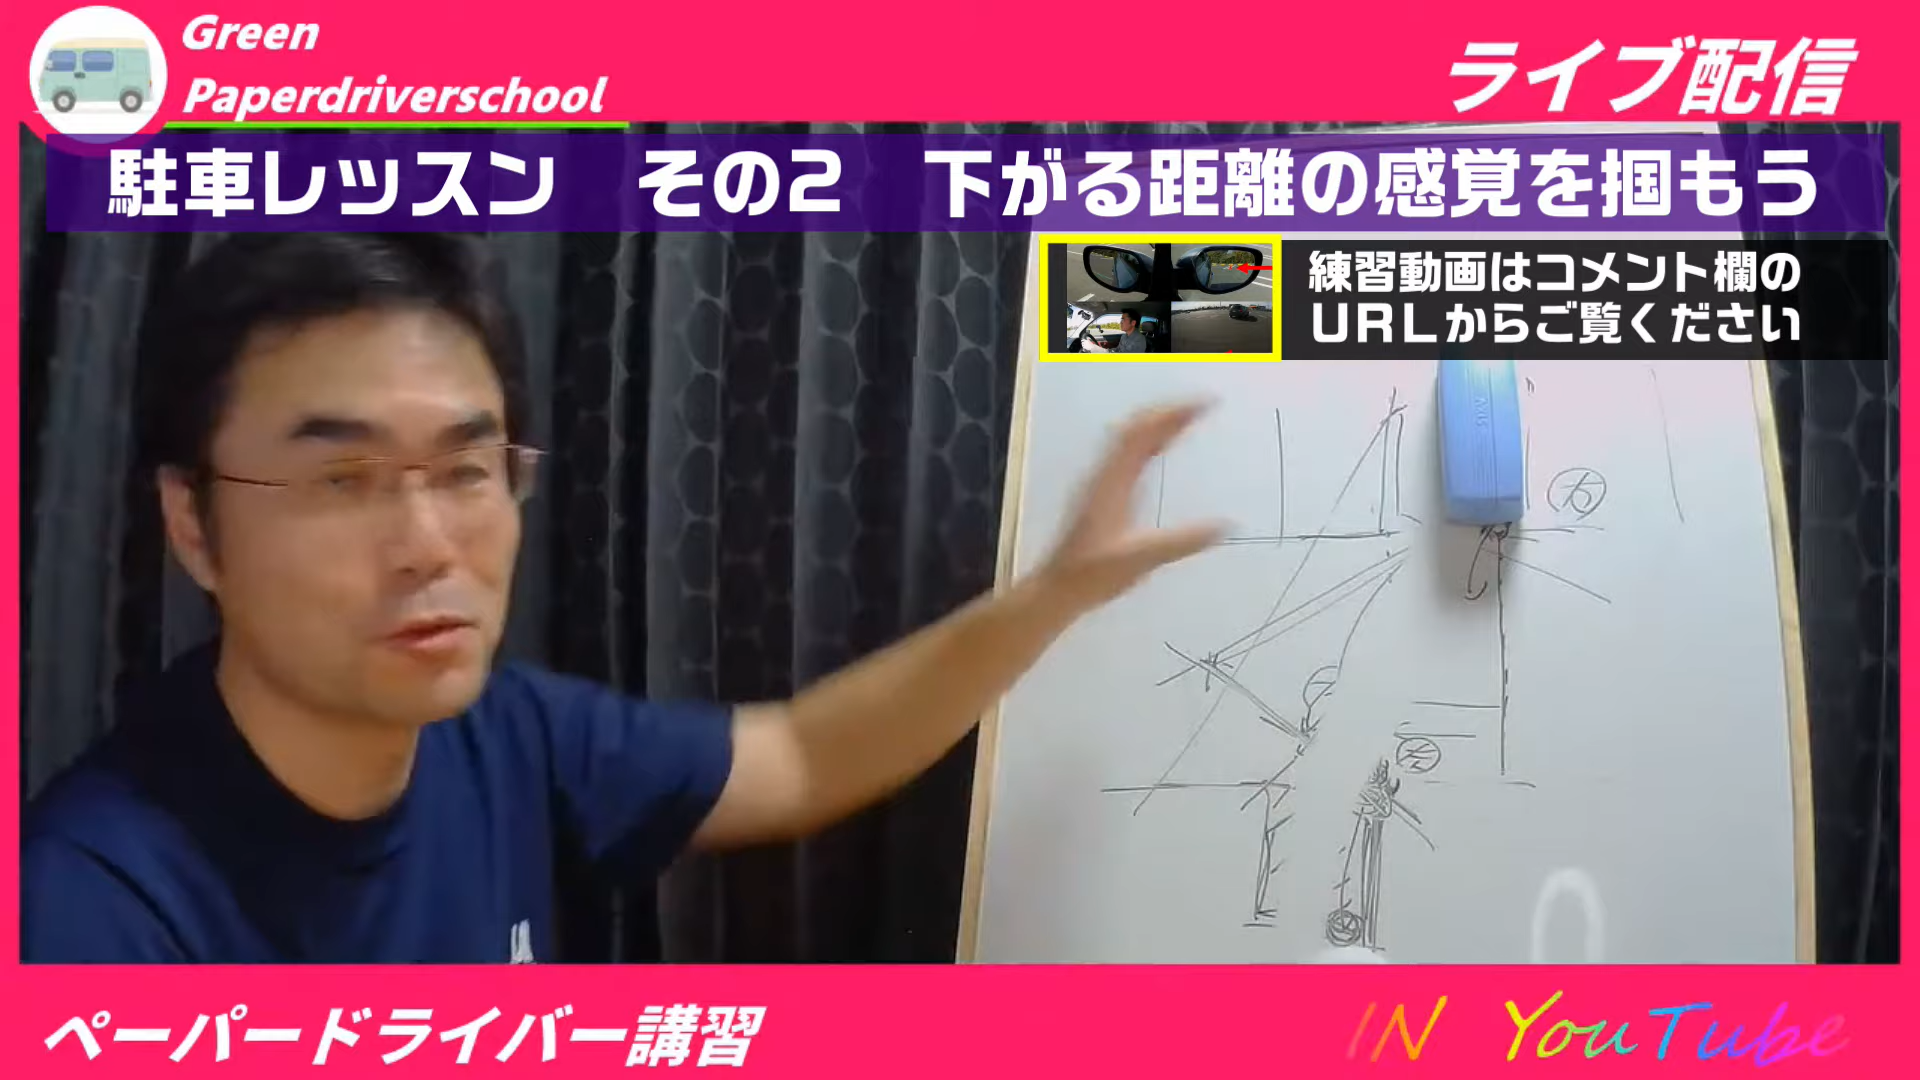 Green
Paperdriverschool
ライブ配信
駐車レッスン その2 下がる距離の感覚を掴もう
練習動画はコメント欄の
URLからご覧ください
右
左
ペーパードライバー講習
IN YouTube